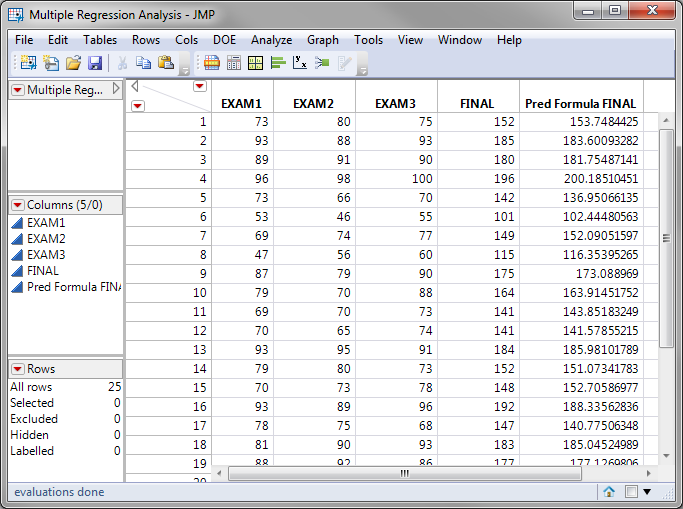 Multiple Regression Analysis - JMP
File Edit Tables Rows Cols DOE Analyze Graph Tools View Window Help
Multiple Reg...
Columns (5/0)
EXAM1
EXAM2
EXAM3
FINAL
Pred Formula FINA
Rows
All rows 25
Selected 0
Excluded 0
Hidden 0
Labelled 0
EXAM1 EXAM2 EXAM3 FINAL Pred Formula FINAL
1 73 80 75 152 153.7484425
2 93 88 93 185 183.60093282
3 89 91 90 180 181.75487141
4 96 98 100 196 200.18510451
5 73 66 70 142 136.95066135
6 53 46 55 101 102.44480563
7 69 74 77 149 152.09051597
8 47 56 60 115 116.35395265
9 87 79 90 175 173.088969
10 79 70 88 164 163.91451752
11 69 70 73 141 143.85183249
12 70 65 74 141 141.57855215
13 93 95 91 184 185.98101789
14 79 80 73 152 151.07341783
15 70 73 78 148 152.70586977
16 93 89 96 192 188.33562836
17 78 75 68 147 140.77506348
18 81 90 93 183 185.04524989
19 88 92 86 177 177.1269806
evaluations done